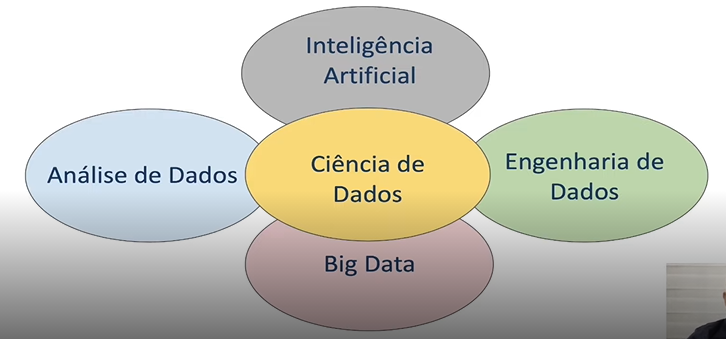 Inteligência
Artificial
Análise de Dados
Ciência de
Dados
Engenharia de
Dados
Big Data